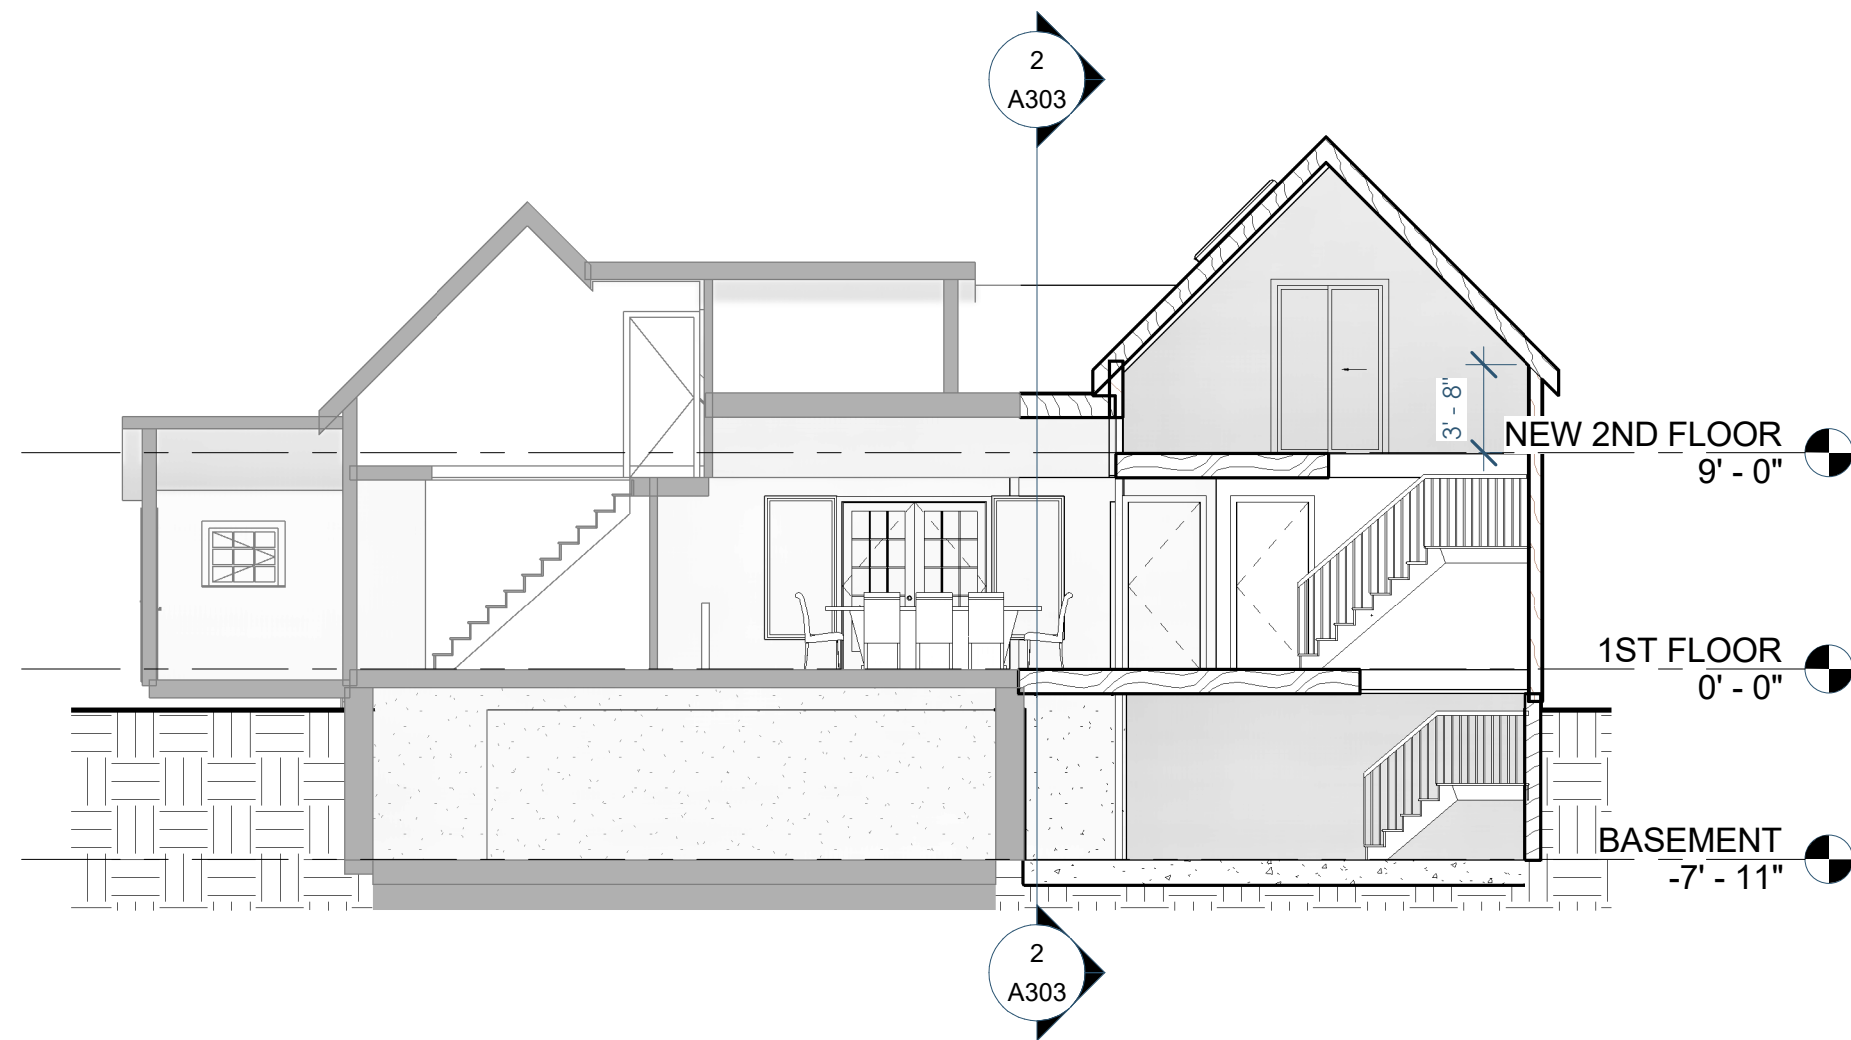 2
A303
3' - 8"
NEW 2ND FLOOR
9' - 0"
1ST FLOOR
0' - 0"
BASEMENT
-7' - 11"
2
A303